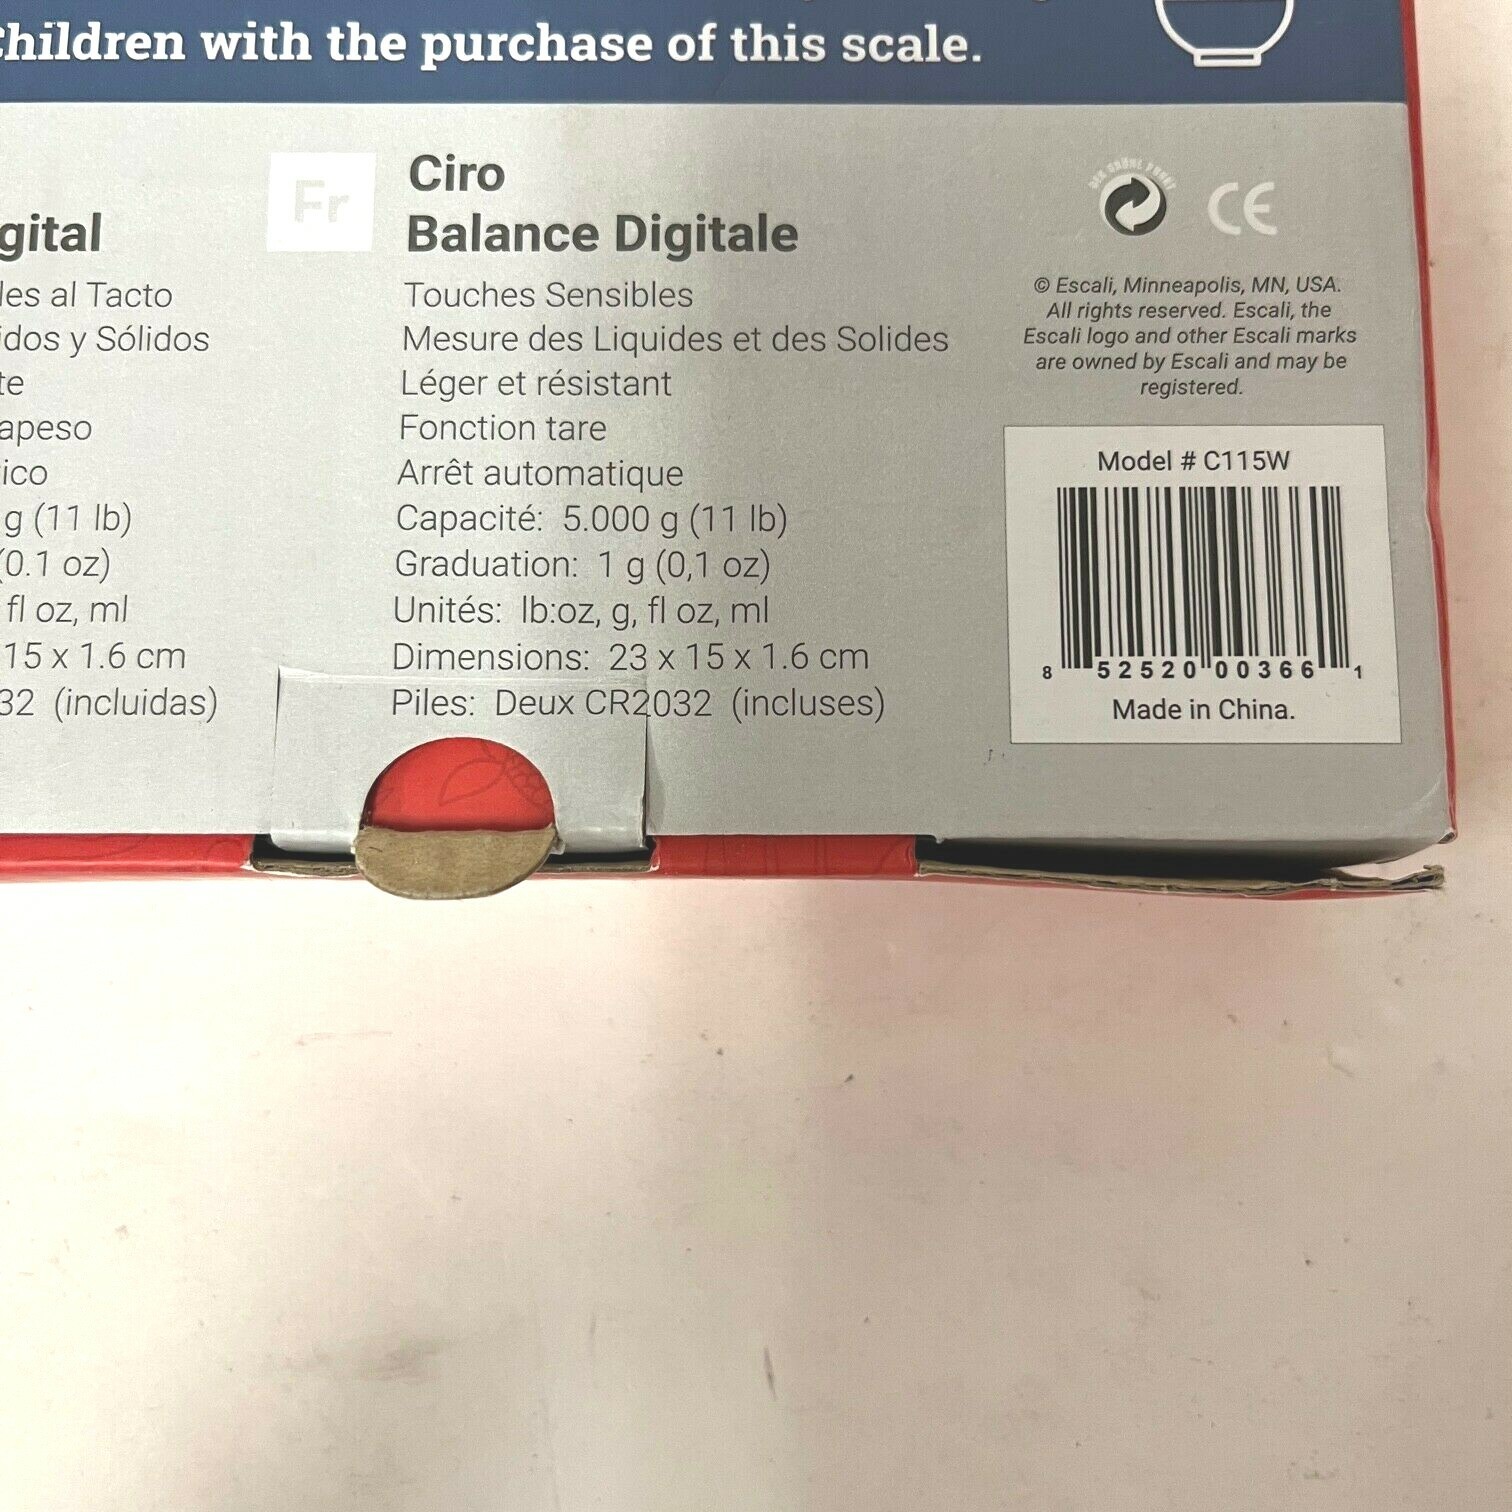 Children with the purchase of this scale.
gital
les al Tacto
idos y Sólidos
te
apeso
ico
g (11 lb)
(0.1 oz)
fl oz, ml
15 x 1.6 cm
32 (incluidas)
Fr
Ciro
Balance Digitale
Touches Sensibles
Mesure des Liquides et des Solides
Léger et résistant
Fonction tare
Arrêt automatique
Capacité: 5.000 g (11 lb)
Graduation: 1 g (0,1 oz)
Unités: lb:oz, g, fl oz, ml
Dimensions: 23 x 15 x 1.6 cm
Piles: Deux CR2032 (incluses)
DER GRÜNE PUNKT
CE
© Escali, Minneapolis, MN, USA.
All rights reserved. Escali, the
Escali logo and other Escali marks
are owned by Escali and may be
registered.
Model # C115W
8 52520 00366 1
Made in China.